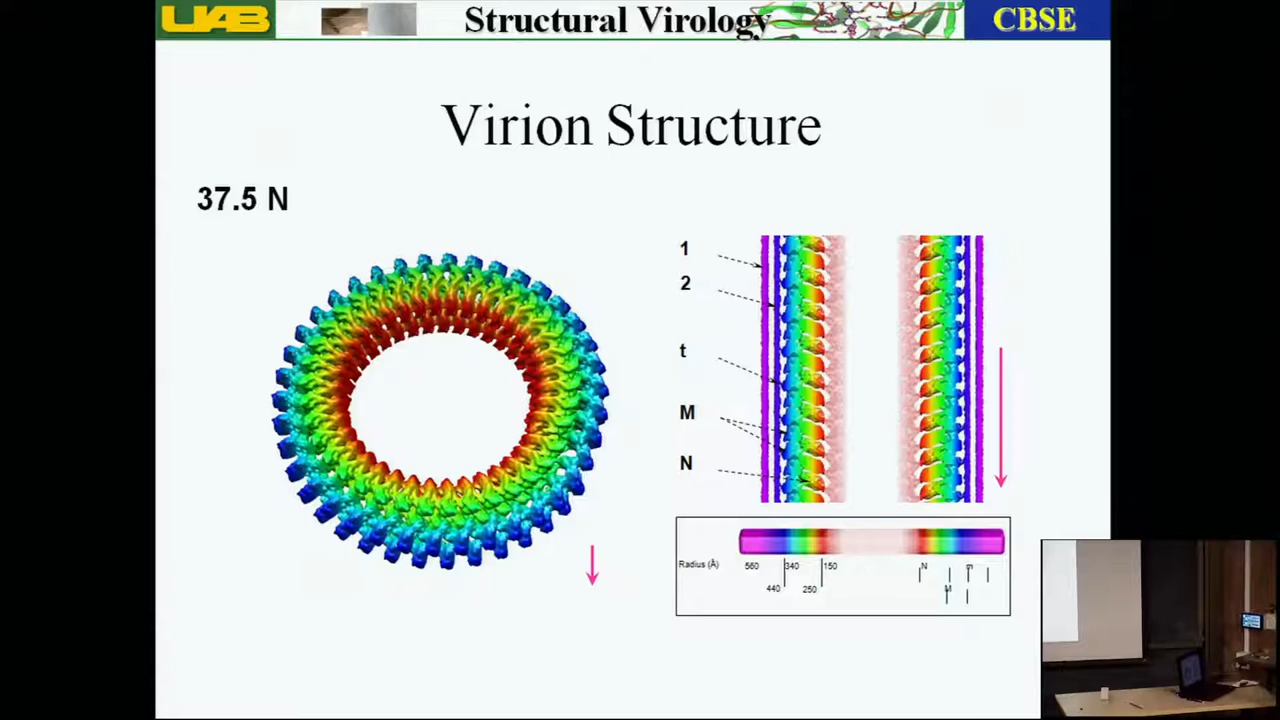 UAB
Structural Virology
CBSE
Virion Structure
37.5 N
1
2
t
M
N
Radius (Å)
560
340
150
N
m
440
250
M